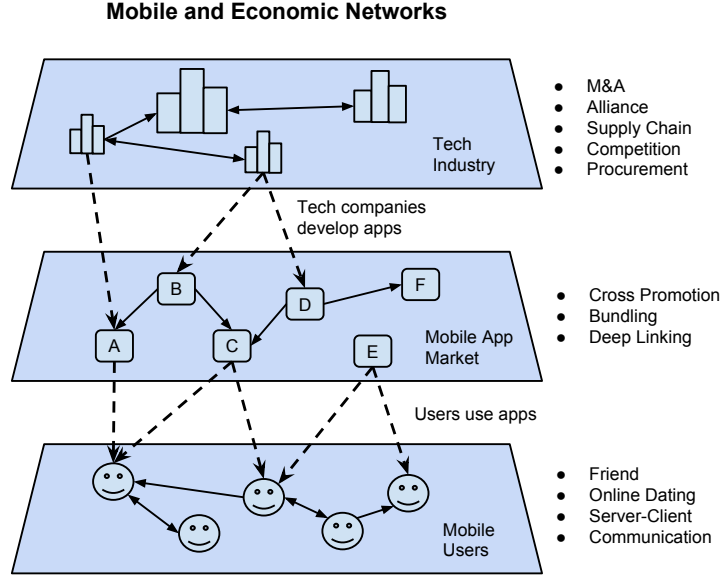 Mobile and Economic Networks
● M&A
● Alliance
● Supply Chain
● Competition
● Procurement
Tech
Industry
Tech companies
develop apps
B
D
F
A
C
E
Mobile App
Market
● Cross Promotion
● Bundling
● Deep Linking
Users use apps
● Friend
● Online Dating
● Server-Client
● Communication
Mobile
Users